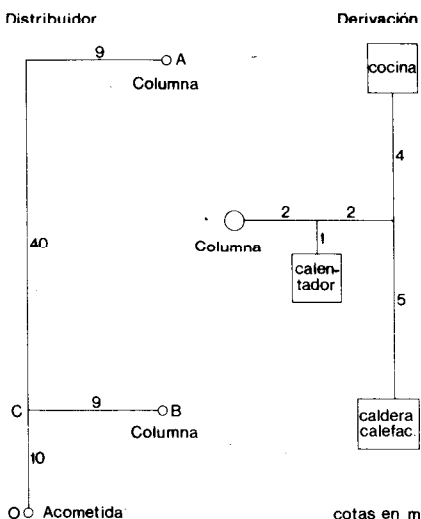 Distribuidor
Derivación
9
A
Columna
cocina
4
40
2
2
Columna
1
calen-
tador
5
9
C
B
Columna
caldera
calefac.
10
O
Acometida
cotas en m